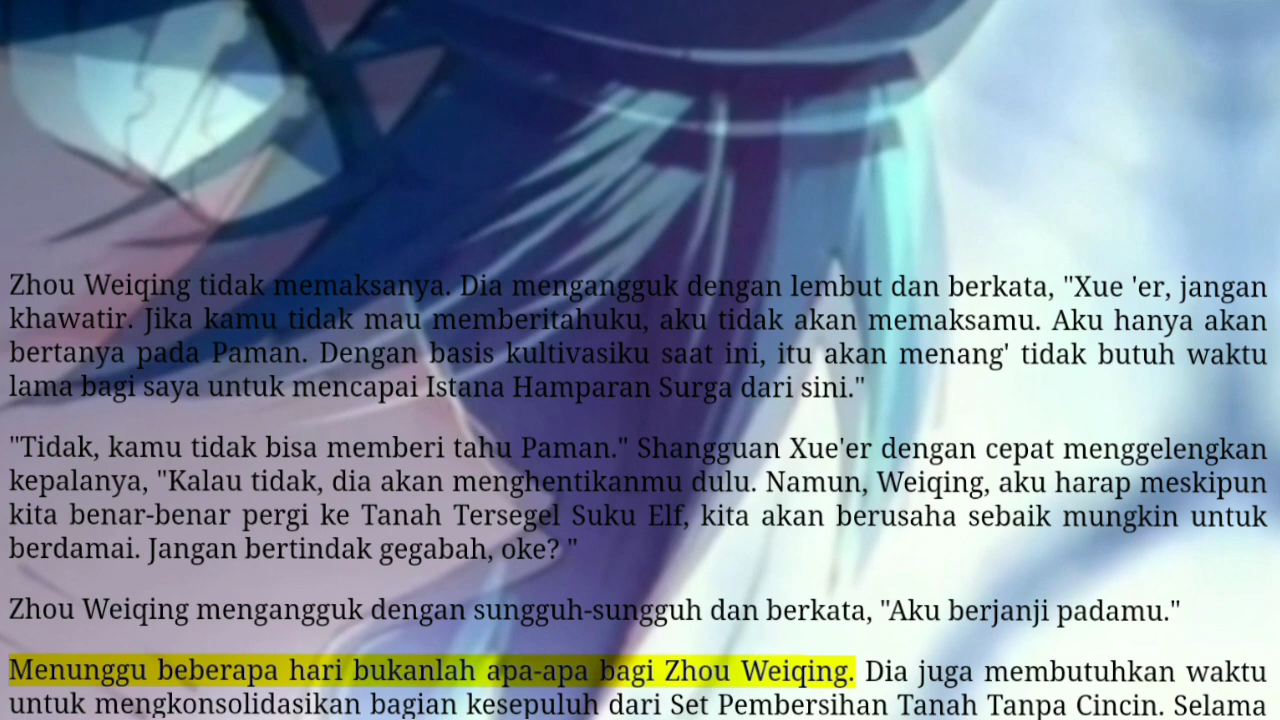 Zhou Weiqing tidak memaksanya. Dia mengangguk dengan lembut dan berkata, "Xue 'er, jangan
khawatir. Jika kamu tidak mau memberitahuku, aku tidak akan memaksamu. Aku hanya akan
bertanya pada Paman. Dengan basis kultivasiku saat ini, itu akan menang' tidak butuh waktu
lama bagi saya untuk mencapai Istana Hamparan Surga dari sini."
"Tidak, kamu tidak bisa memberi tahu Paman." Shangguan Xue'er dengan cepat menggelengkan
kepalanya, "Kalau tidak, dia akan menghentikanmu dulu. Namun, Weiqing, aku harap meskipun
kita benar-benar pergi ke Tanah Tersegel Suku Elf, kita akan berusaha sebaik mungkin untuk
berdamai. Jangan bertindak gegabah, oke? "
Zhou Weiqing mengangguk dengan sungguh-sungguh dan berkata, "Aku berjanji padamu."
Menunggu beberapa hari bukanlah apa-apa bagi Zhou Weiqing. Dia juga membutuhkan waktu
untuk mengkonsolidasikan bagian kesepuluh dari Set Pembersihan Tanah Tanpa Cincin. Selama